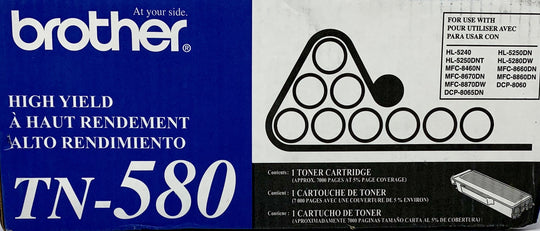 At your side.
brother®
HIGH YIELD
À HAUT RENDEMENT
ALTO RENDIMIENTO
TN-580
FOR USE WITH
POUR UTILISER AVEC
PARA USAR CON
HL-5240 HL-5250DN
HL-5250DNT HL-5280DW
MFC-8460N MFC-8660DN
MFC-8670DN MFC-8860DN
MFC-8870DW DCP-8060
DCP-8065DN
Contents: 1 TONER CARTRIDGE
(APPROX. 7000 PAGES AT 5% PAGE COVERAGE)
Contenu: 1 CARTOUCHE DE TONER
(7 000 PAGES AVEC UNE COUVERTURE DE 5 % ENVIRON)
Contiene: 1 CARTUCHO DE TONER
(APROXIMADAMENTE 7000 PAGINAS TAMAÑO CARTA AL 5% DE COBERTURA)